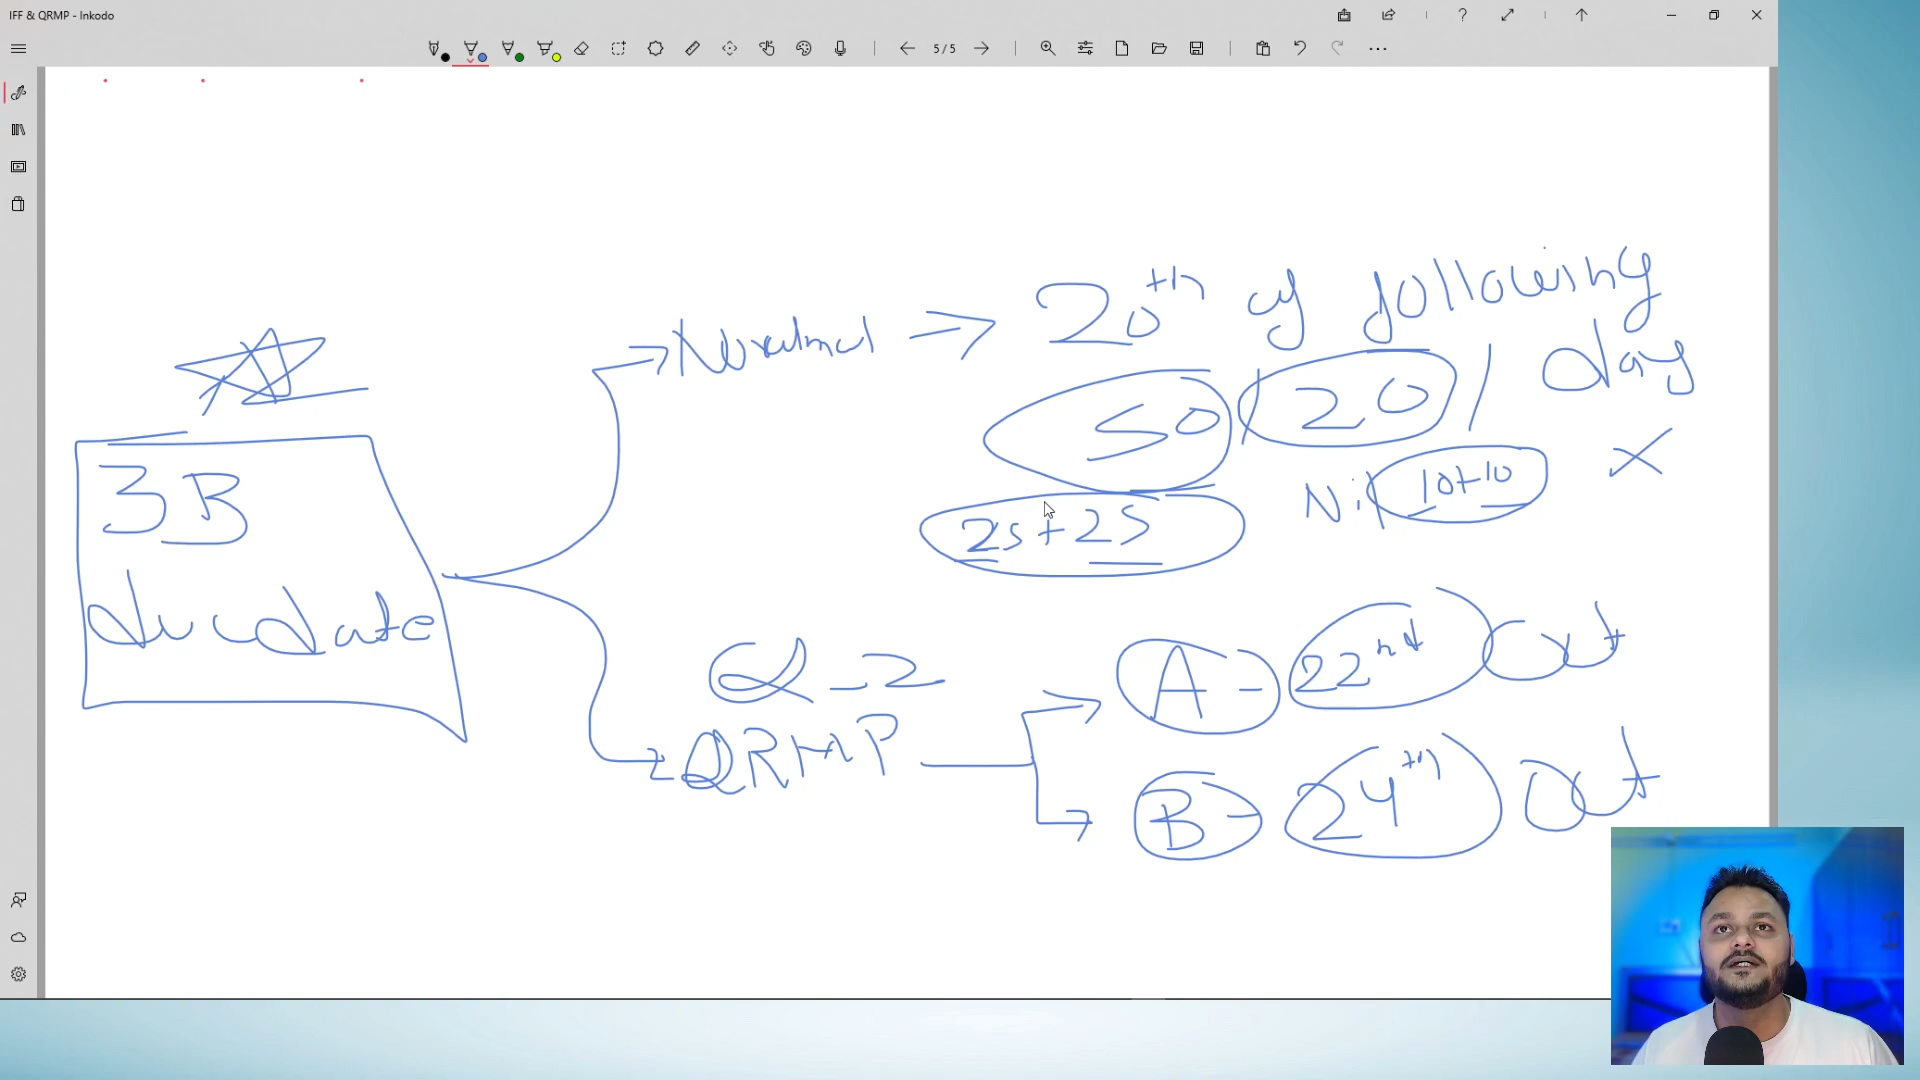 IFF & QRMP - Inkodo
5/5
Normal → 20th of following
day
50 / 20 /
Nil 10+10 ×
25+25
3B
due date
Q-2
QRMP
A - 22nd Oct
B - 24th Oct